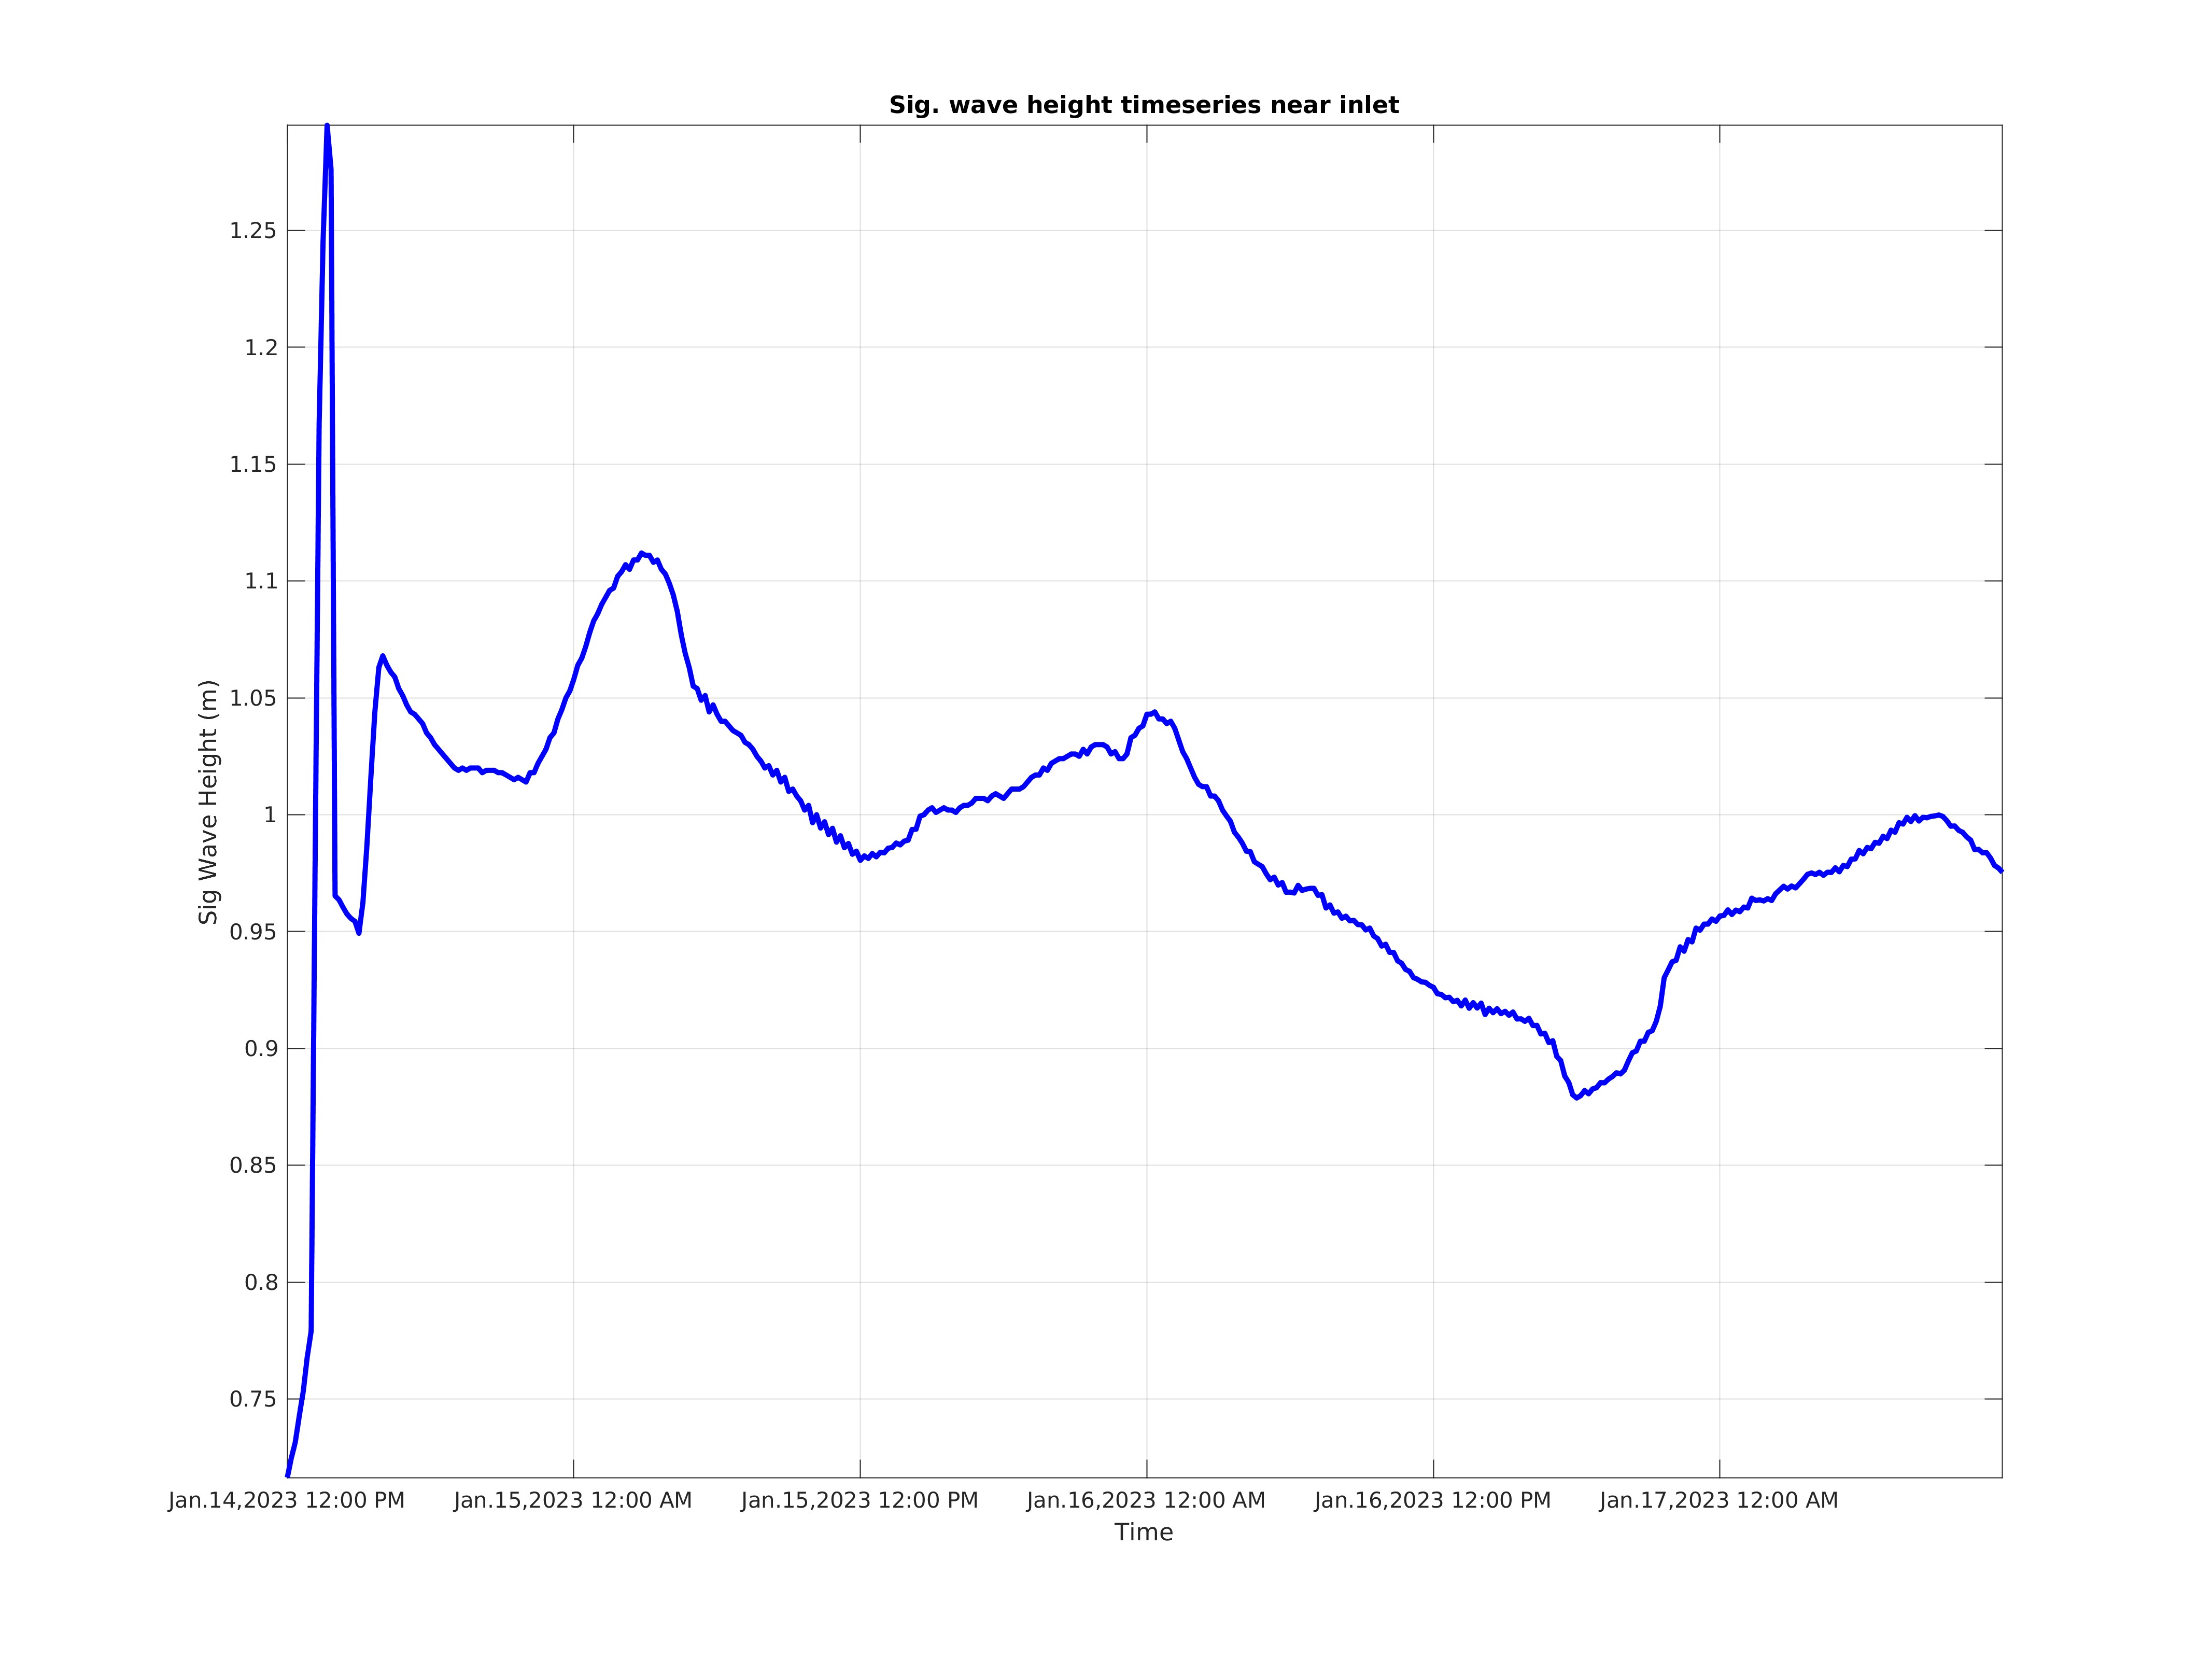 Sig. wave height timeseries near inlet
1.25
1.2
1.15
1.1
1.05
1
0.95
0.9
0.85
0.8
0.75
Sig Wave Height (m)
Jan.14,2023 12:00 PM
Jan.15,2023 12:00 AM
Jan.15,2023 12:00 PM
Jan.16,2023 12:00 AM
Jan.16,2023 12:00 PM
Jan.17,2023 12:00 AM
Time